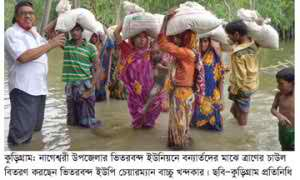 কুড়িগ্রাম: নাগেশ্বরী উপজেলার ভিতরবন্দ ইউনিয়নে বন্যার্তদের মাঝে ত্রাণের চাউল
বিতরণ করছেন ভিতরবন্দ ইউপি চেয়ারম্যান বাচ্চু খন্দকার। ছবি-কুড়িগ্রাম প্রতিনিধি